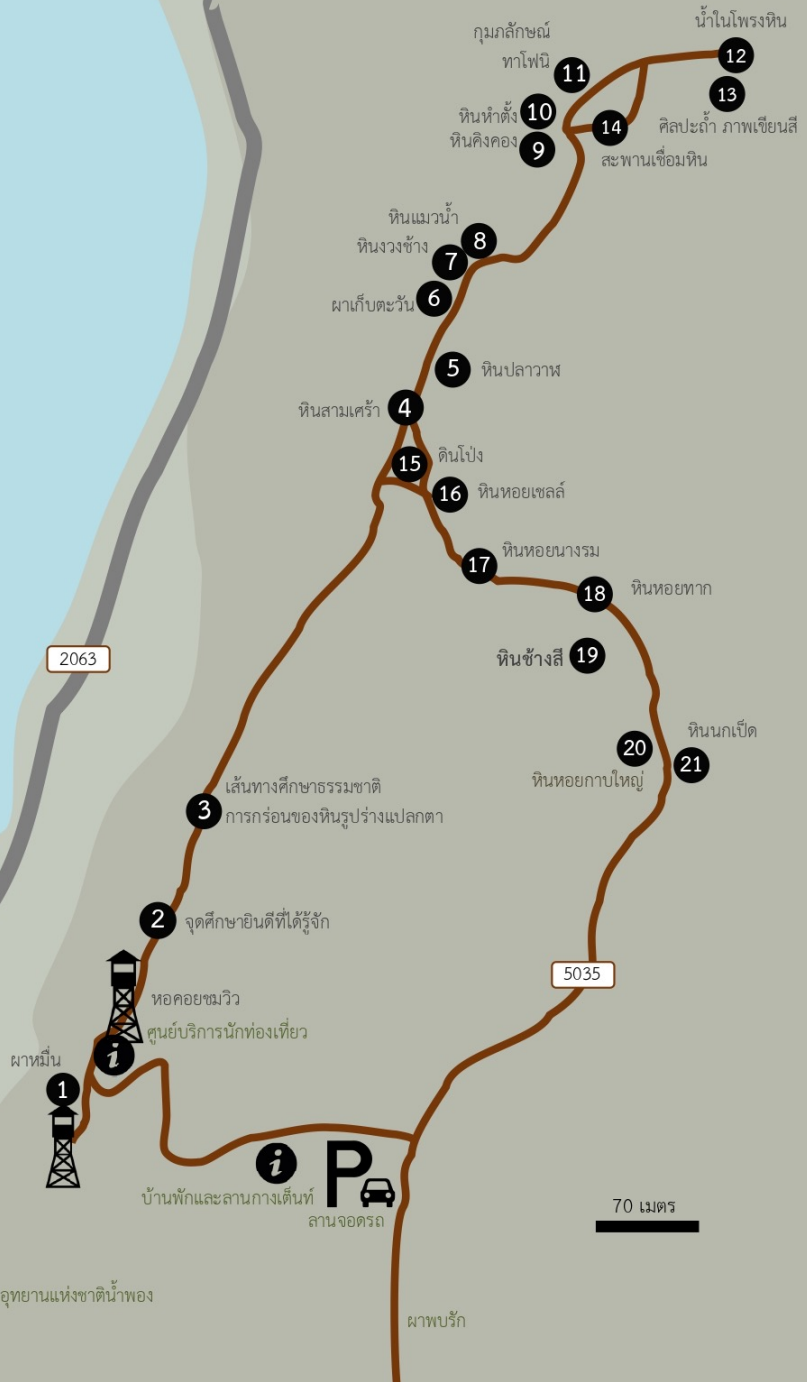 น้ำในโพรงหิน
12
กุมภลักษณ์
ทาโฟนิ
11
13
ศิลปะถ้ำ ภาพเขียนสี
หินหำตั้ง 10
หินคิงคอง 9
14
สะพานเชื่อมหิน
หินแมวน้ำ
8
หินงวงช้าง
7
ผาเก็บตะวัน 6
5 หินปลาวาฬ
หินสามเศร้า 4
15 ดินโป่ง
16 หินหอยเชลล์
17 หินหอยนางรม
18 หินหอยทาก
หินช้างสี 19
2063
หินนกเป็ด
20
21
หินหอยกาบใหญ่
3
เส้นทางศึกษาธรรมชาติ
การกร่อนของหินรูปร่างแปลกตา
2 จุดศึกษายินดีที่ได้รู้จัก
5035
หอคอยชมวิว
ศูนย์บริการนักท่องเที่ยว
i
ผาหมื่น
1
i
P
บ้านพักและลานกางเต็นท์
ลานจอดรถ
70 เมตร
อุทยานแห่งชาติน้ำพอง
ผาพบรัก